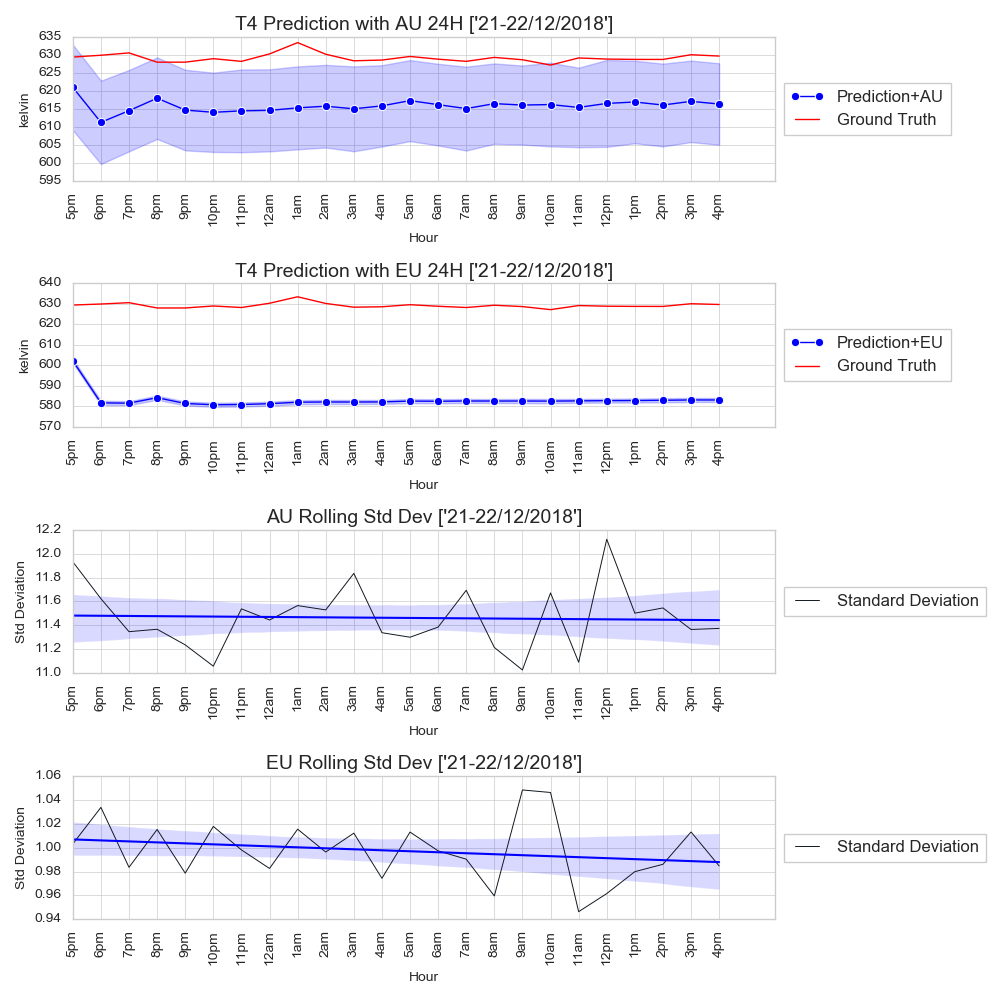 T4 Prediction with AU 24H ['21-22/12/2018']
635
630
625
620
615
610
605
600
595
kelvin
5pm 6pm 7pm 8pm 9pm 10pm 11pm 12am 1am 2am 3am 4am 5am 6am 7am 8am 9am 10am 11am 12pm 1pm 2pm 3pm 4pm
Hour
Prediction+AU
Ground Truth
T4 Prediction with EU 24H ['21-22/12/2018']
640
630
620
610
600
590
580
570
kelvin
5pm 6pm 7pm 8pm 9pm 10pm 11pm 12am 1am 2am 3am 4am 5am 6am 7am 8am 9am 10am 11am 12pm 1pm 2pm 3pm 4pm
Hour
Prediction+EU
Ground Truth
AU Rolling Std Dev ['21-22/12/2018']
12.2
12.0
11.8
11.6
11.4
11.2
11.0
Std Deviation
5pm 6pm 7pm 8pm 9pm 10pm 11pm 12am 1am 2am 3am 4am 5am 6am 7am 8am 9am 10am 11am 12pm 1pm 2pm 3pm 4pm
Hour
Standard Deviation
EU Rolling Std Dev ['21-22/12/2018']
1.06
1.04
1.02
1.00
0.98
0.96
0.94
Std Deviation
5pm 6pm 7pm 8pm 9pm 10pm 11pm 12am 1am 2am 3am 4am 5am 6am 7am 8am 9am 10am 11am 12pm 1pm 2pm 3pm 4pm
Hour
Standard Deviation